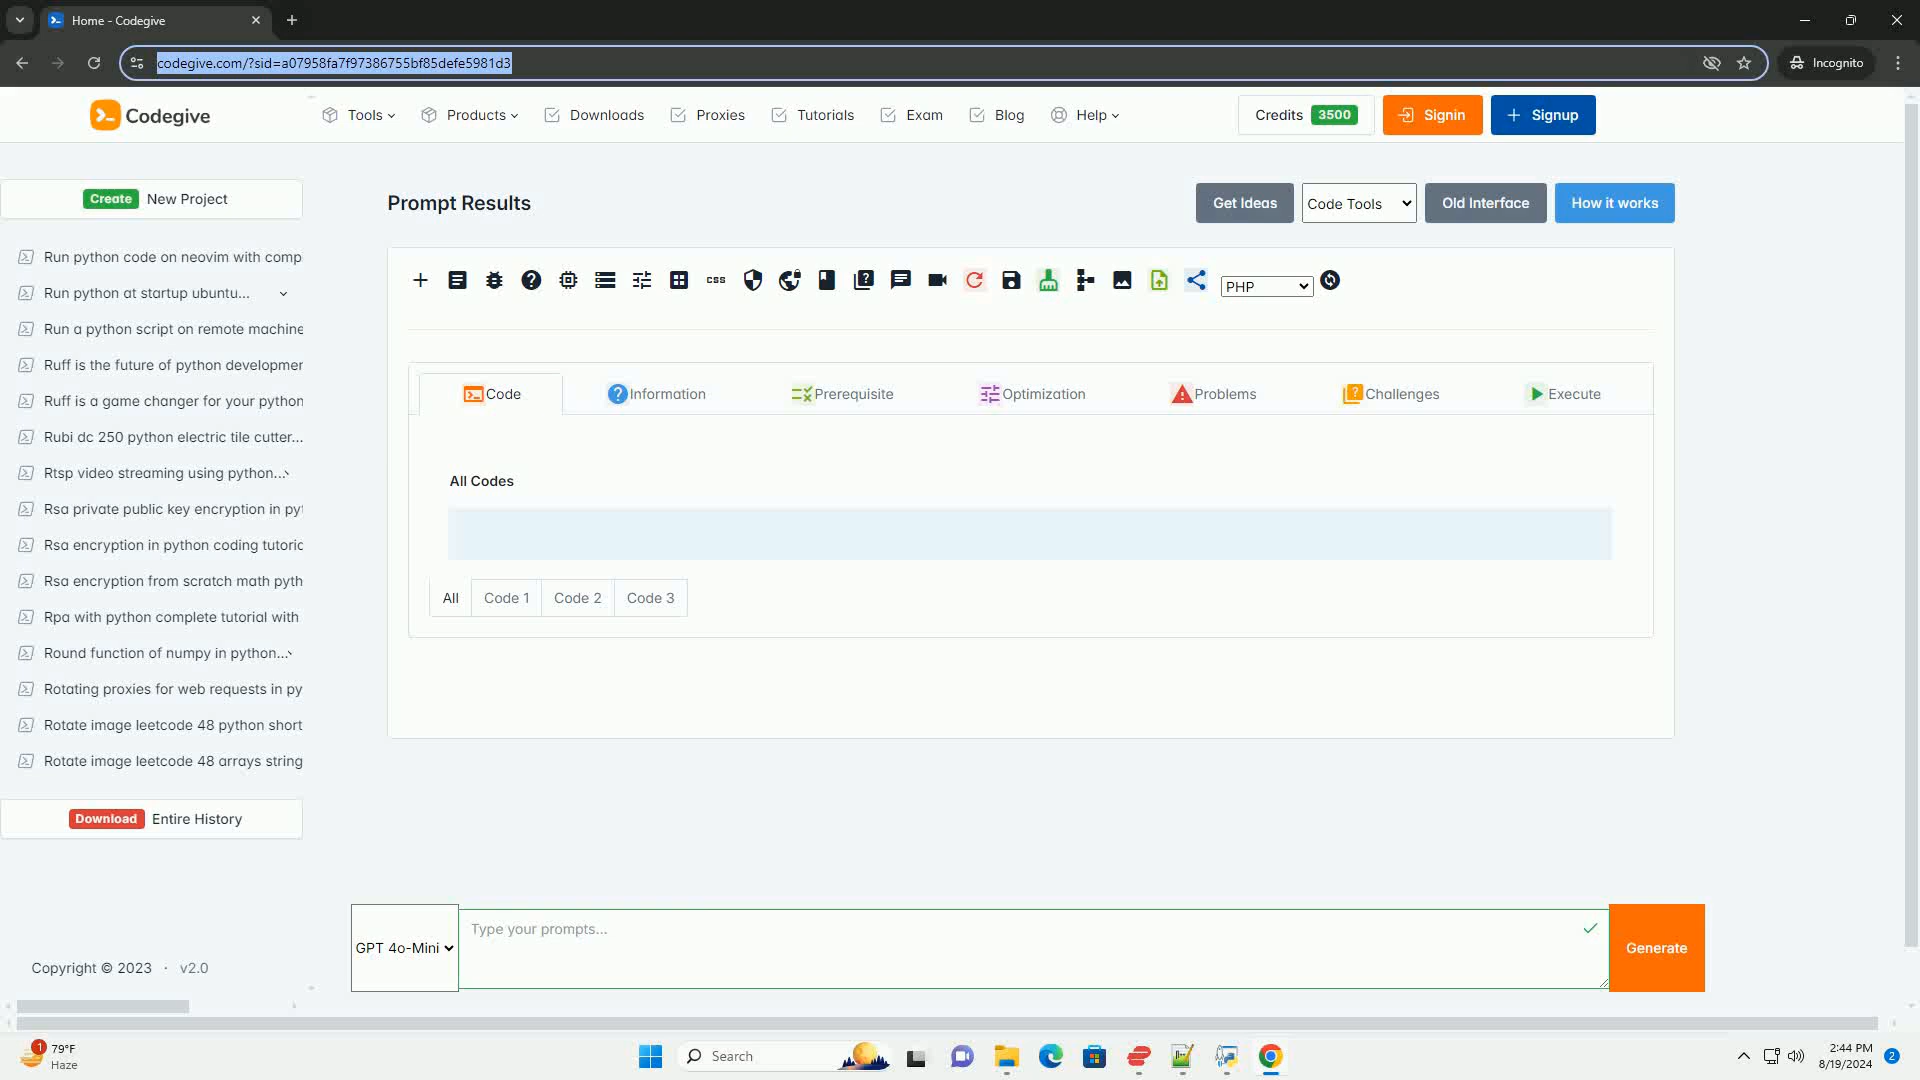 Home - Codegive
codegive.com/?sid=a07958fa7f97386755bf85defe5981d3
Incognito
Codegive
Tools
Products
Downloads
Proxies
Tutorials
Exam
Blog
Help
Credits 3500
Signin
Signup
Create New Project
Run python code on neovim with comp
Run python at startup ubuntu...
Run a python script on remote machine
Ruff is the future of python developmer
Ruff is a game changer for your python
Rubi dc 250 python electric tile cutter...
Rtsp video streaming using python...
Rsa private public key encryption in pyt
Rsa encryption in python coding tutoric
Rsa encryption from scratch math pyth
Rpa with python complete tutorial with
Round function of numpy in python...
Rotating proxies for web requests in py
Rotate image leetcode 48 python short
Rotate image leetcode 48 arrays string
Download Entire History
Copyright © 2023 · v2.0
Prompt Results
Get Ideas
Code Tools
Old Interface
How it works
css
PHP
Code
Information
Prerequisite
Optimization
Problems
Challenges
Execute
All Codes
All
Code 1
Code 2
Code 3
GPT 4o-Mini
Type your prompts...
Generate
1
79°F
Haze
Search
2:44 PM
8/19/2024
2